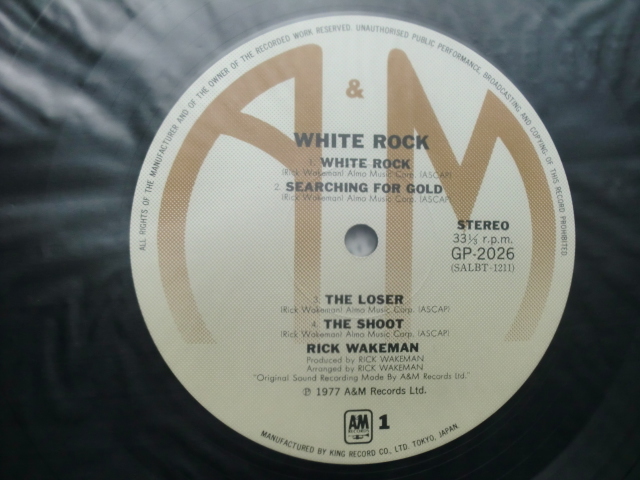 ALL RIGHTS OF THE MANUFACTURER AND OF THE OWNER OF THE RECORDED WORK RESERVED. UNAUTHORISED PUBLIC PERFORMANCE, BROADCASTING AND COPYING OF THIS RECORD PROHIBITED.
A & M
WHITE ROCK
1. WHITE ROCK
(Rick Wakeman) Almo Music Corp. (ASCAP)
2. SEARCHING FOR GOLD
(Rick Wakeman) Almo Music Corp. (ASCAP)
STEREO
33⅓ r.p.m.
GP-2026
(SALBT-1211)
3. THE LOSER
(Rick Wakeman) Almo Music Corp. (ASCAP)
4. THE SHOOT
(Rick Wakeman) Almo Music Corp. (ASCAP)
RICK WAKEMAN
Produced by RICK WAKEMAN
Arranged by RICK WAKEMAN
"Original Sound Recording Made By A&M Records Ltd."
℗ 1977 A&M Records Ltd.
A&M RECORDS 1
MANUFACTURED BY KING RECORD CO., LTD. TOKYO, JAPAN.